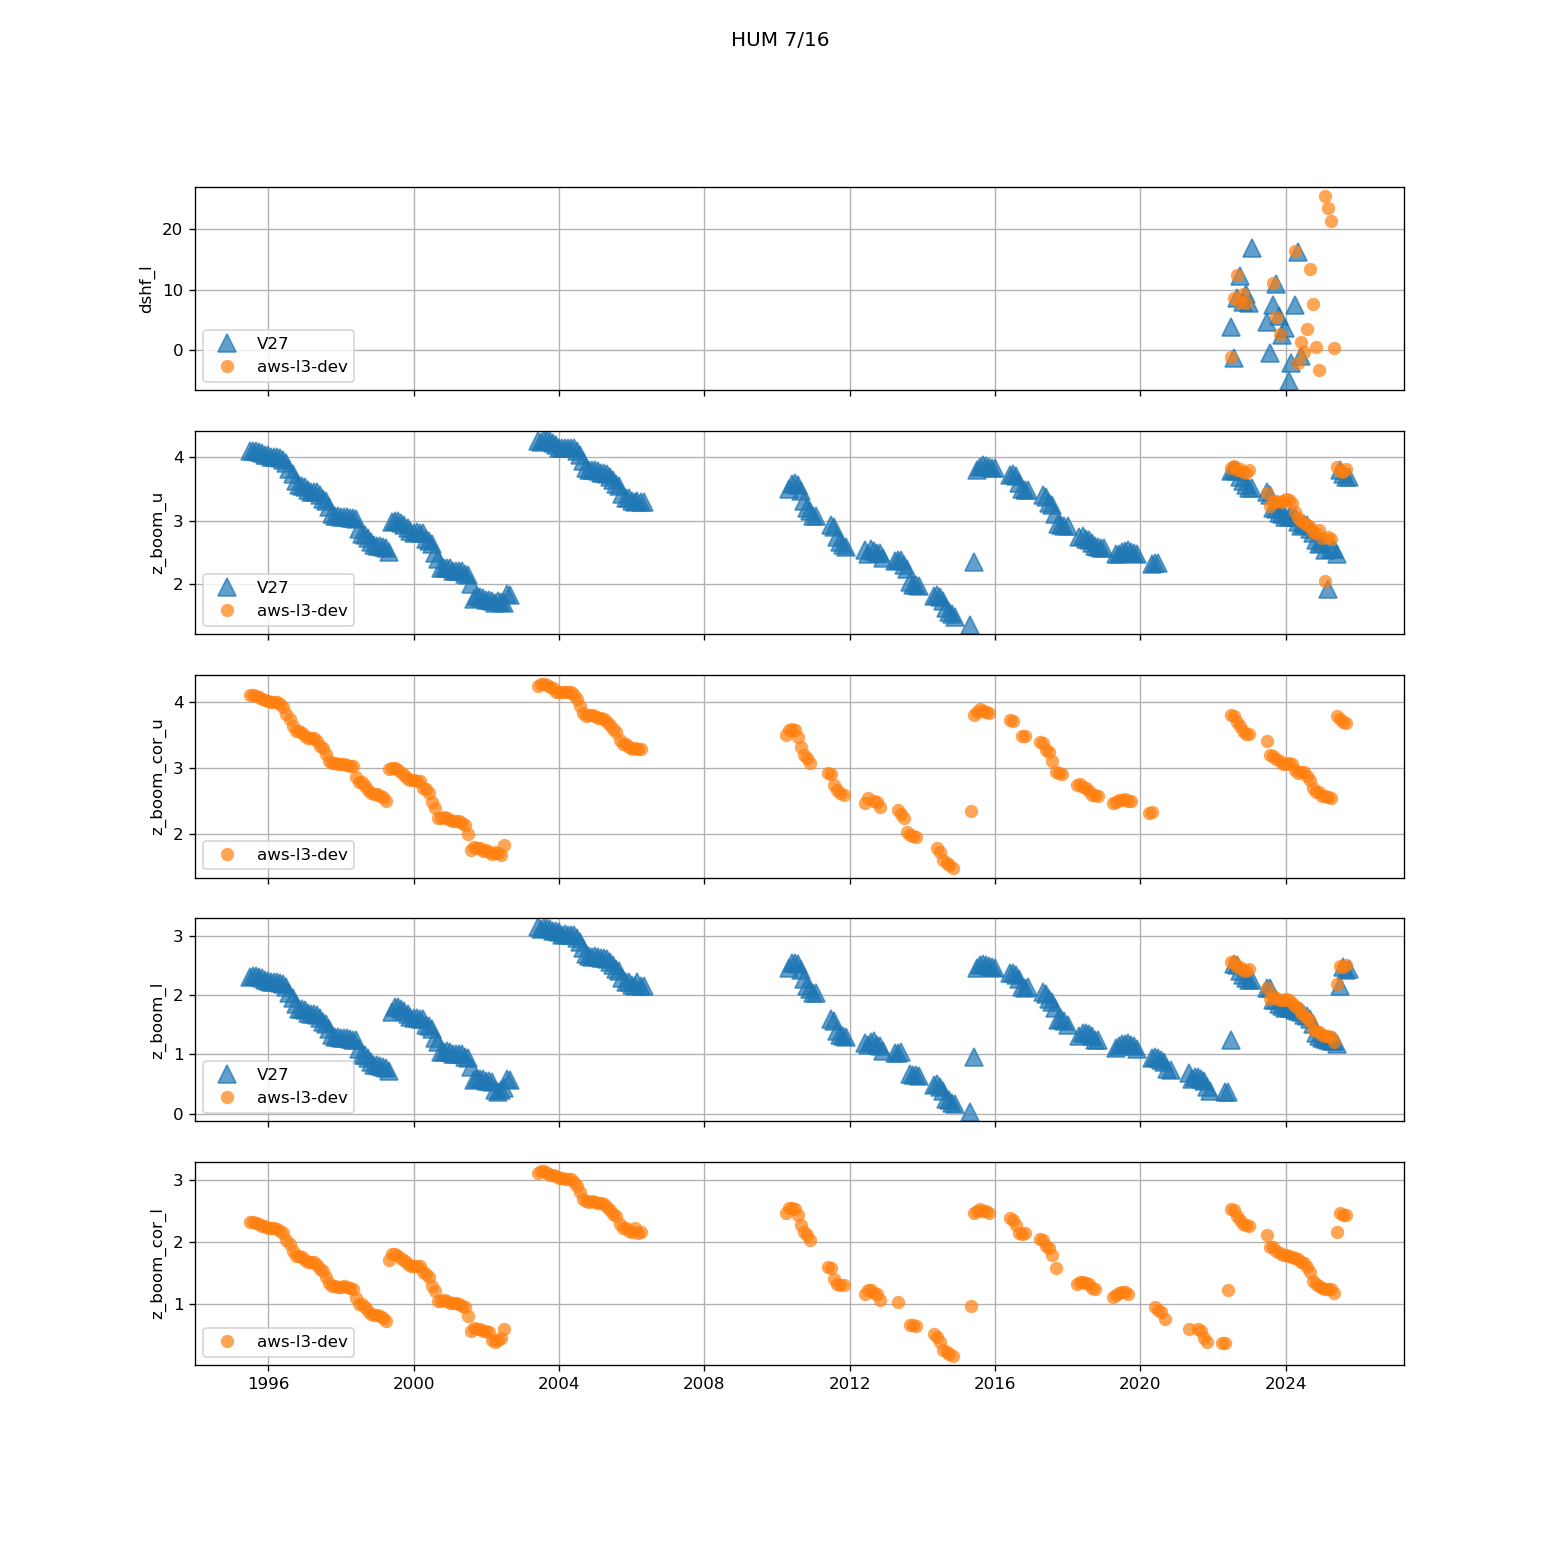 HUM 7/16
20
10
0
dshf_l
V27
aws-l3-dev
4
3
2
z_boom_u
V27
aws-l3-dev
4
3
2
z_boom_cor_u
aws-l3-dev
3
2
1
0
z_boom_l
V27
aws-l3-dev
3
2
1
z_boom_cor_l
aws-l3-dev
1996 2000 2004 2008 2012 2016 2020 2024